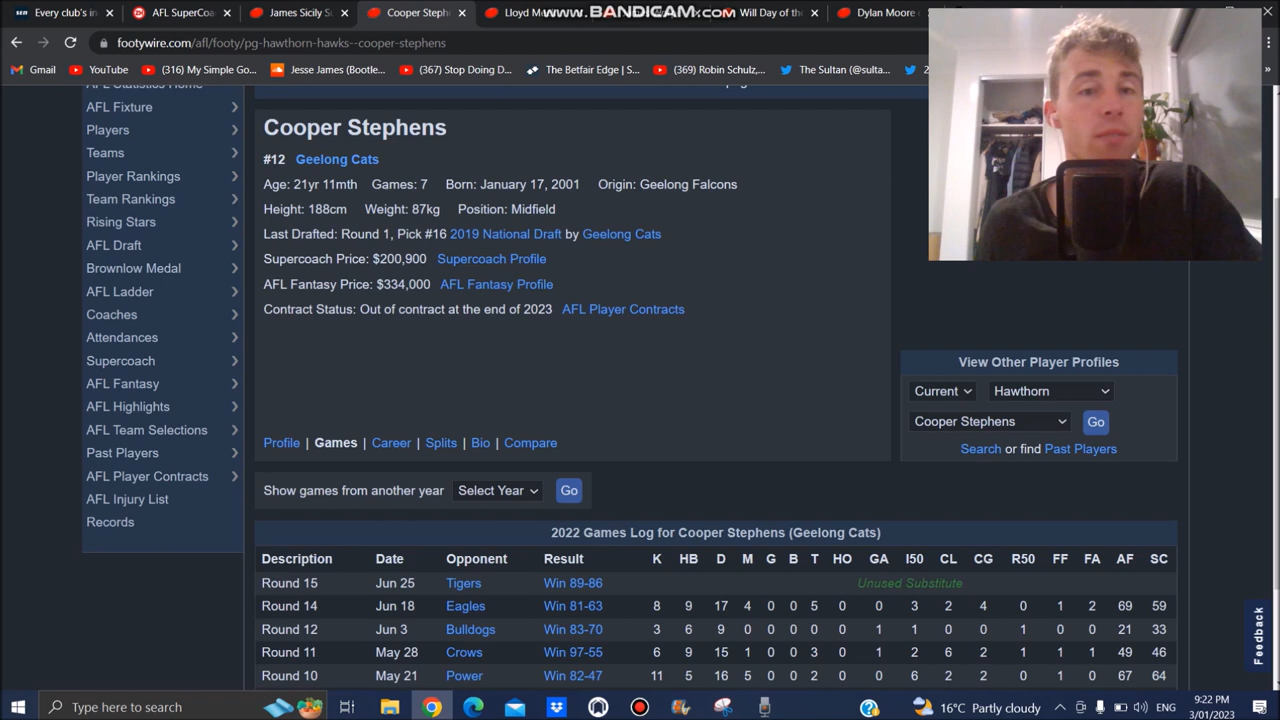 www.BANDICAM.com
Every club's in
AFL SuperCoa
James Sicily S
Cooper Steph
Lloyd M
Will Day of the
Dylan Moore
footywire.com/afl/footy/pg-hawthorn-hawks--cooper-stephens
Gmail
YouTube
(316) My Simple Go...
Jesse James (Bootle...
(367) Stop Doing D...
The Betfair Edge | S...
(369) Robin Schulz,...
The Sultan (@sulta...
2
AFL Statistics Home
AFL Fixture
Players
Teams
Player Rankings
Team Rankings
Rising Stars
AFL Draft
Brownlow Medal
AFL Ladder
Coaches
Attendances
Supercoach
AFL Fantasy
AFL Highlights
AFL Team Selections
Past Players
AFL Player Contracts
AFL Injury List
Records
Cooper Stephens
#12 Geelong Cats
Age: 21yr 11mth Games: 7 Born: January 17, 2001 Origin: Geelong Falcons
Height: 188cm Weight: 87kg Position: Midfield
Last Drafted: Round 1, Pick #16 2019 National Draft by Geelong Cats
Supercoach Price: $200,900 Supercoach Profile
AFL Fantasy Price: $334,000 AFL Fantasy Profile
Contract Status: Out of contract at the end of 2023 AFL Player Contracts
Profile | Games | Career | Splits | Bio | Compare
View Other Player Profiles
Current Hawthorn
Cooper Stephens Go
Search or find Past Players
Show games from another year Select Year Go
2022 Games Log for Cooper Stephens (Geelong Cats)
Description Date Opponent Result K HB D M G B T HO GA I50 CL CG R50 FF FA AF SC
Round 15 Jun 25 Tigers Win 89-86 Unused Substitute
Round 14 Jun 18 Eagles Win 81-63 8 9 17 4 0 0 5 0 0 3 2 4 0 1 2 69 59
Round 12 Jun 3 Bulldogs Win 83-70 3 6 9 0 0 0 0 0 1 1 0 0 1 0 0 21 33
Round 11 May 28 Crows Win 97-55 6 9 15 1 0 0 3 0 1 2 6 2 1 1 1 49 46
Round 10 May 21 Power Win 82-47 11 5 16 5 0 0 2 0 0 6 2 2 0 1 0 67 64
Feedback
Type here to search
16°C Partly cloudy
ENG
9:22 PM
3/01/2023